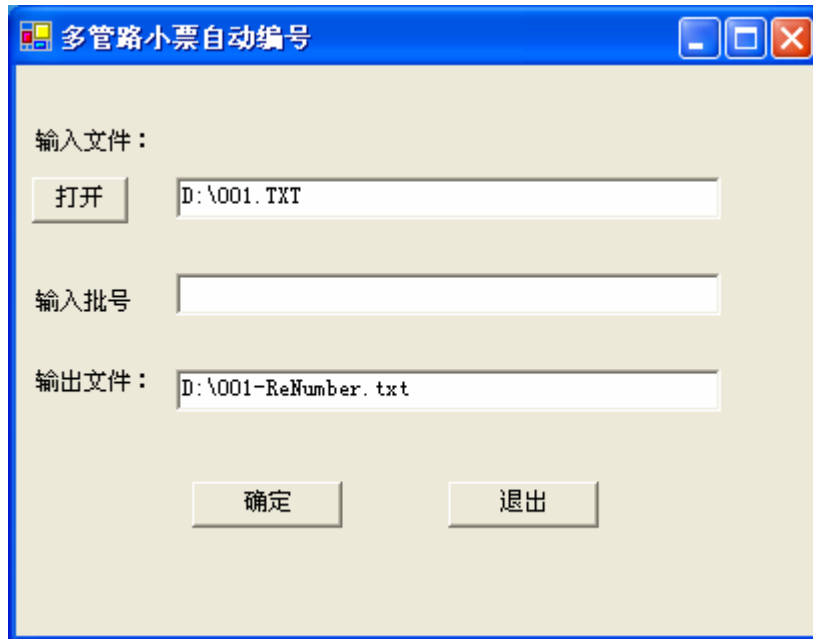 多管路小票自动编号
输入文件：
打开
D:\001.TXT
输入批号
输出文件：
D:\001-ReNumber.txt
确定
退出